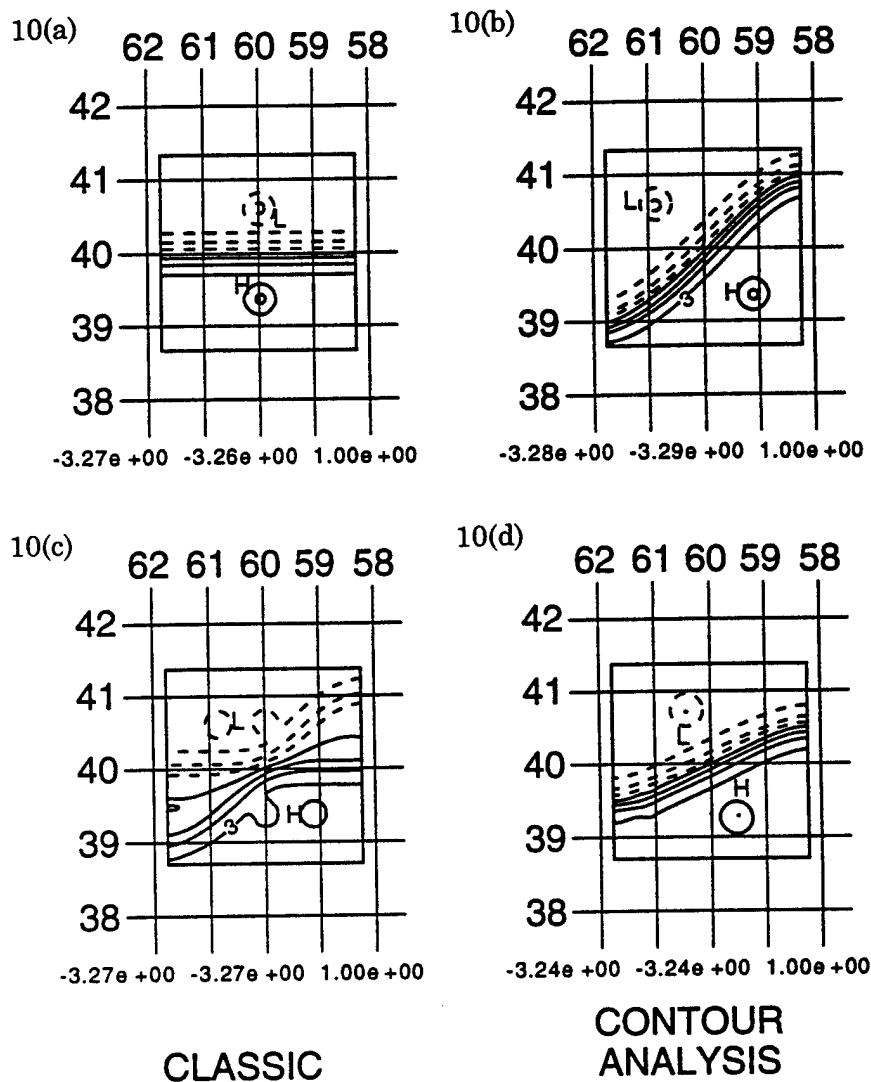 10(a)
62 61 60 59 58
42
41
40
39
38
L
H
-3.27e +00 -3.26e +00 1.00e +00
10(b)
62 61 60 59 58
42
41
40
39
38
L
H
3
-3.28e +00 -3.29e +00 1.00e +00
10(c)
62 61 60 59 58
42
41
40
39
38
L
H
3
-3.27e +00 -3.27e +00 1.00e +00
10(d)
62 61 60 59 58
42
41
40
39
38
L
H
-3.24e +00 -3.24e +00 1.00e +00
CLASSIC
CONTOUR
ANALYSIS